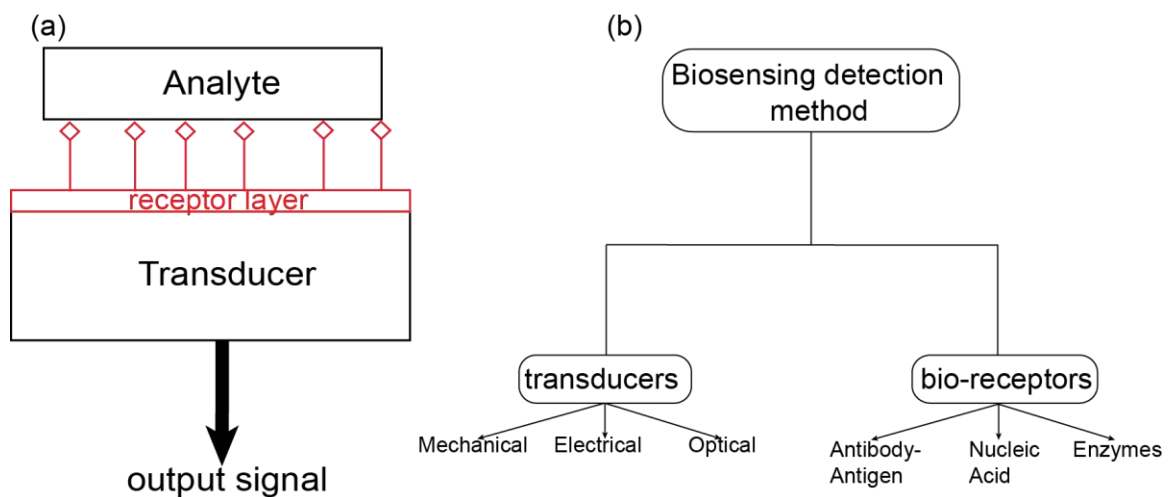 (a)
Analyte
receptor layer
Transducer
output signal
(b)
Biosensing detection
method
transducers
bio-receptors
Mechanical
Electrical
Optical
Antibody-
Antigen
Nucleic
Acid
Enzymes